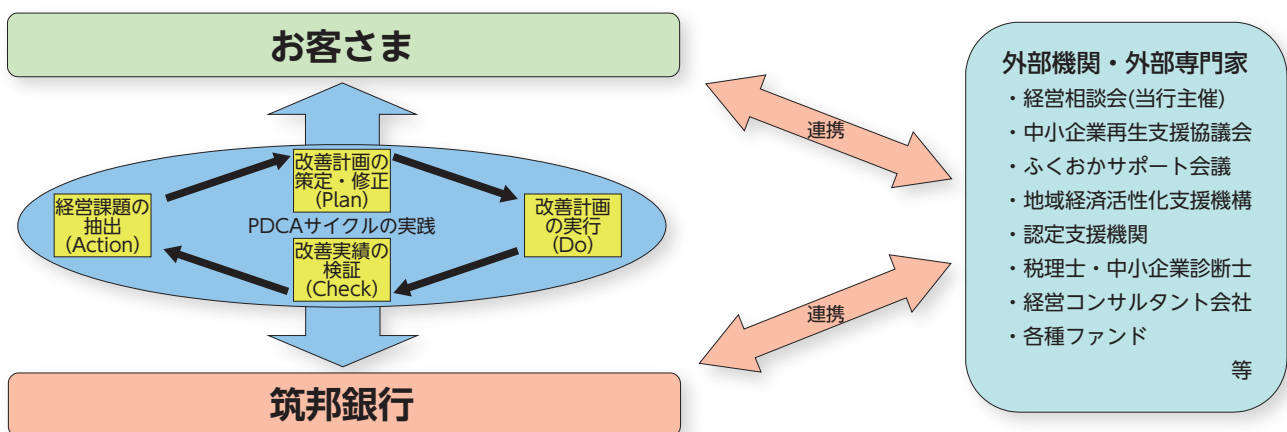 お客さま
改善計画の
策定・修正
(Plan)
経営課題の
抽出
(Action)
PDCAサイクルの実践
改善計画
の実行
(Do)
改善実績の
検証
(Check)
筑邦銀行
連携
連携
外部機関・外部専門家
・経営相談会(当行主催)
・中小企業再生支援協議会
・ふくおかサポート会議
・地域経済活性化支援機構
・認定支援機関
・税理士・中小企業診断士
・経営コンサルタント会社
・各種ファンド
等